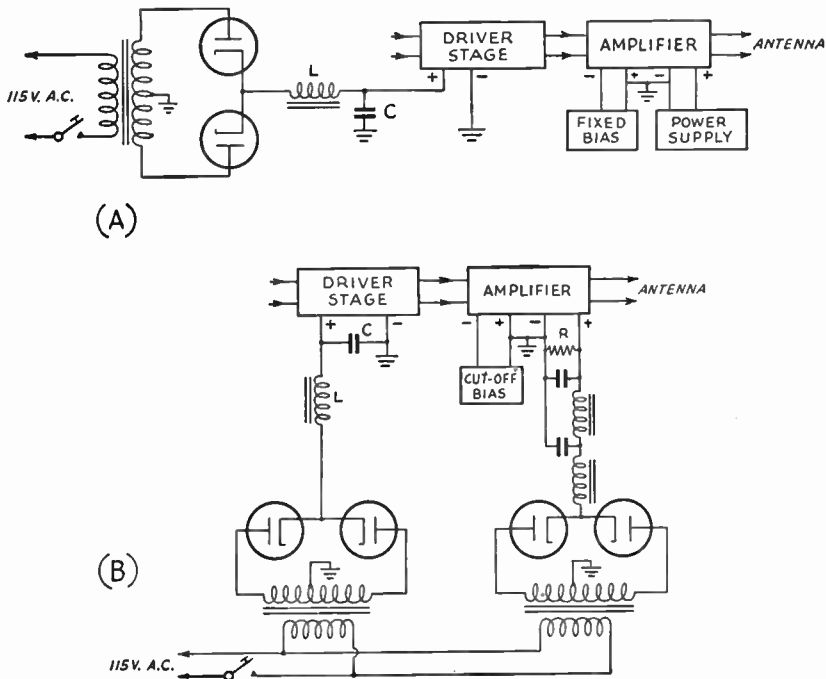 115V. A.C.
L
C
DRIVER
STAGE
+ -
AMPLIFIER
- + - +
ANTENNA
FIXED
BIAS
POWER
SUPPLY
(A)
DRIVER
STAGE
+ -
C
L
AMPLIFIER
- + - +
ANTENNA
R
CUT-OFF
BIAS
(B)
115V. A.C.